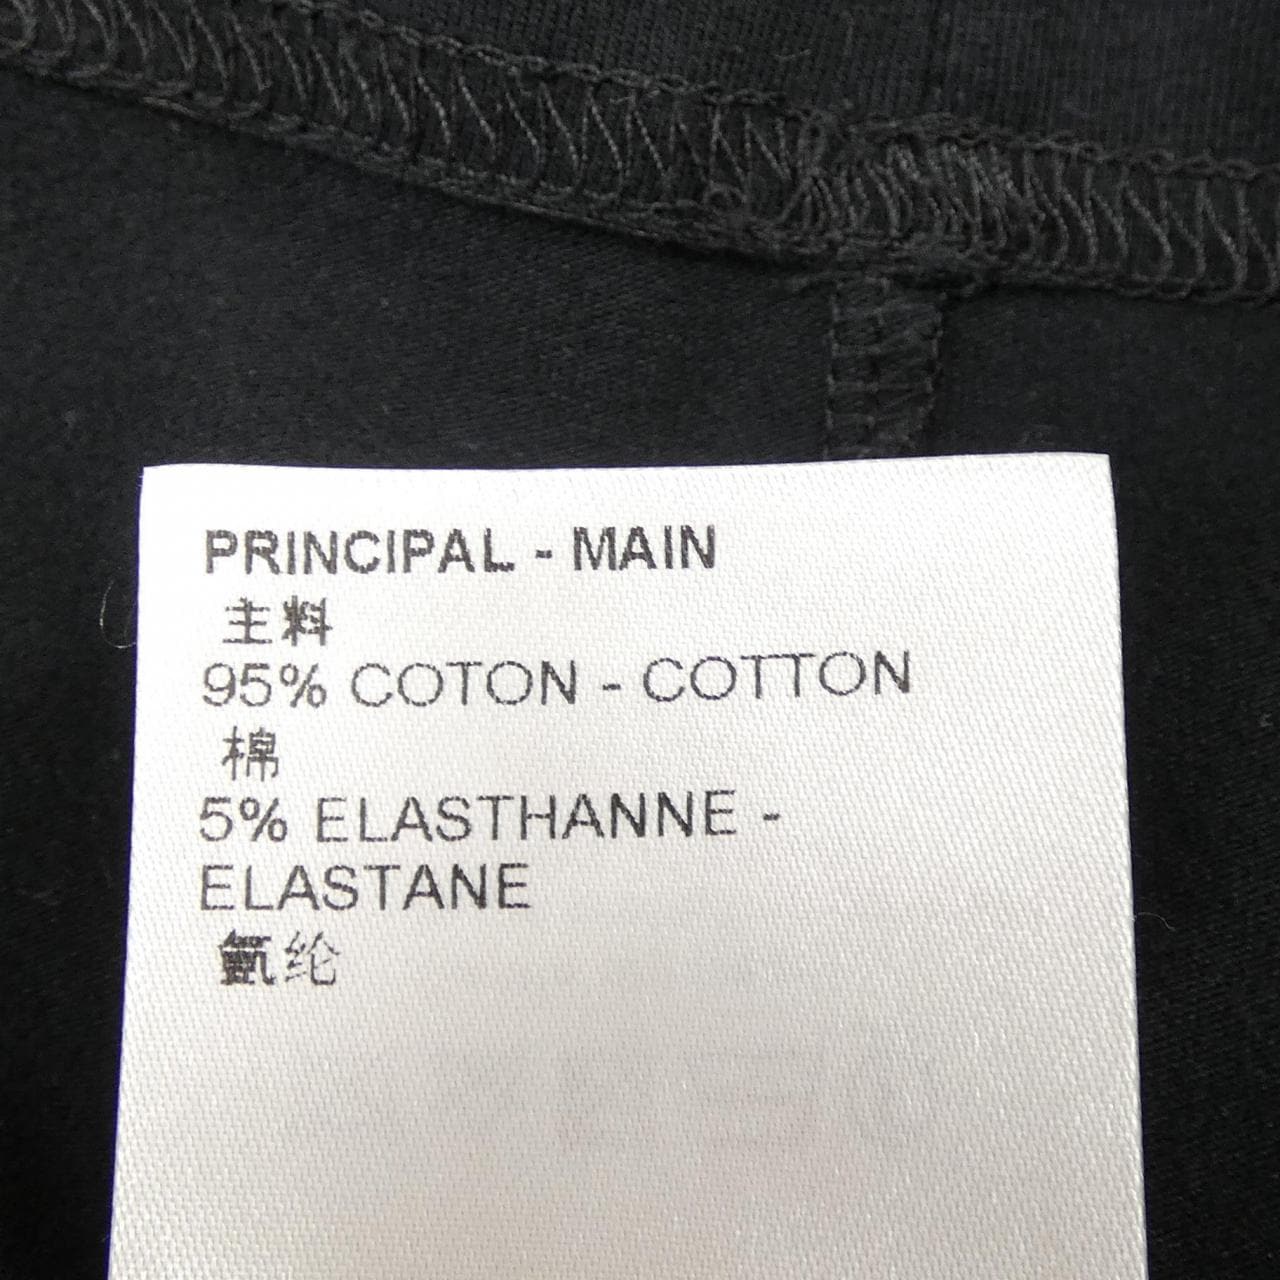 PRINCIPAL - MAIN
主料
95% COTON - COTTON
棉
5% ELASTHANNE -
ELASTANE
氨纶